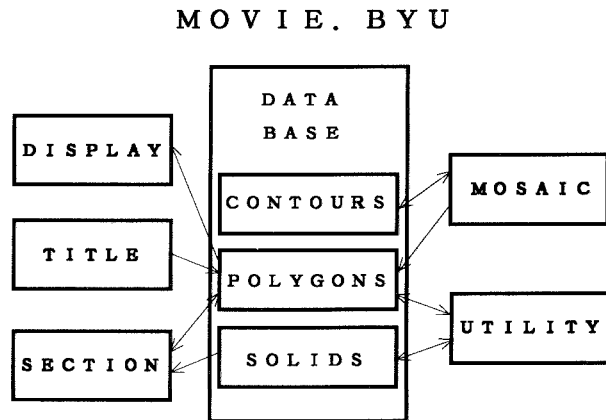 MOVIE. BYU
DATA
BASE
DISPLAY
TITLE
SECTION
CONTOURS
POLYGONS
SOLIDS
MOSAIC
UTILITY